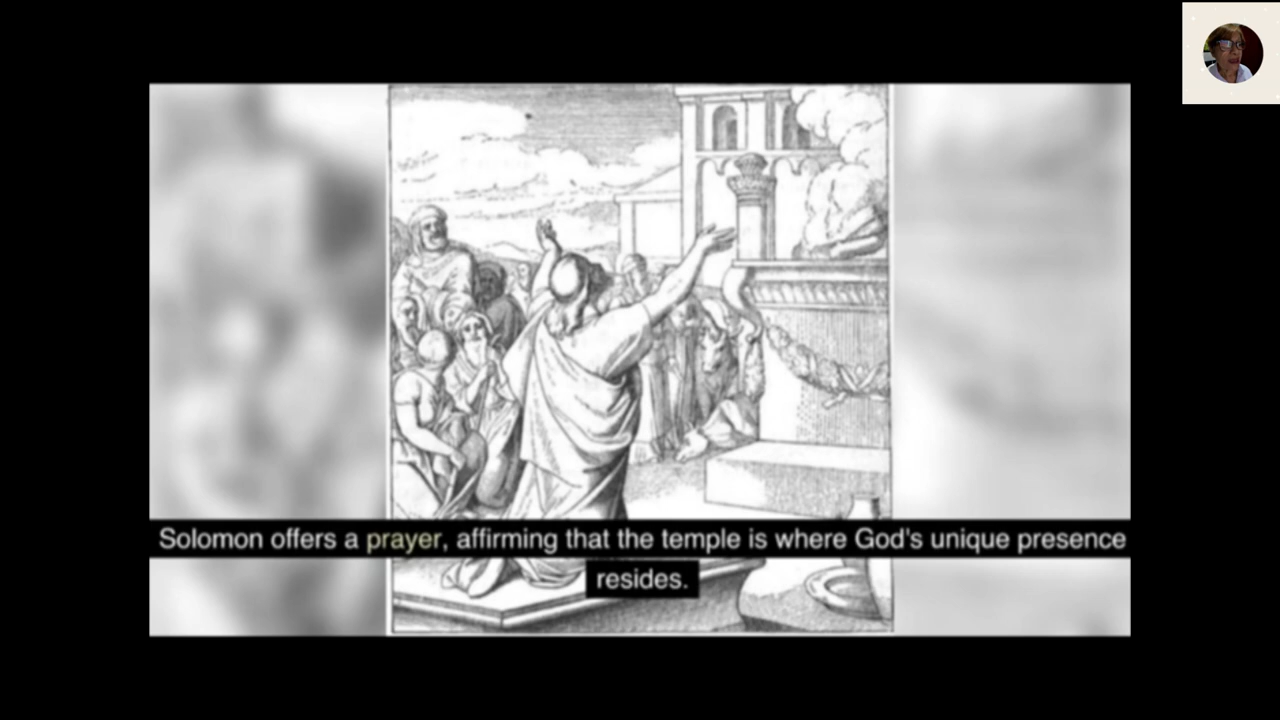 Solomon offers a prayer, affirming that the temple is where God's unique presence
resides.